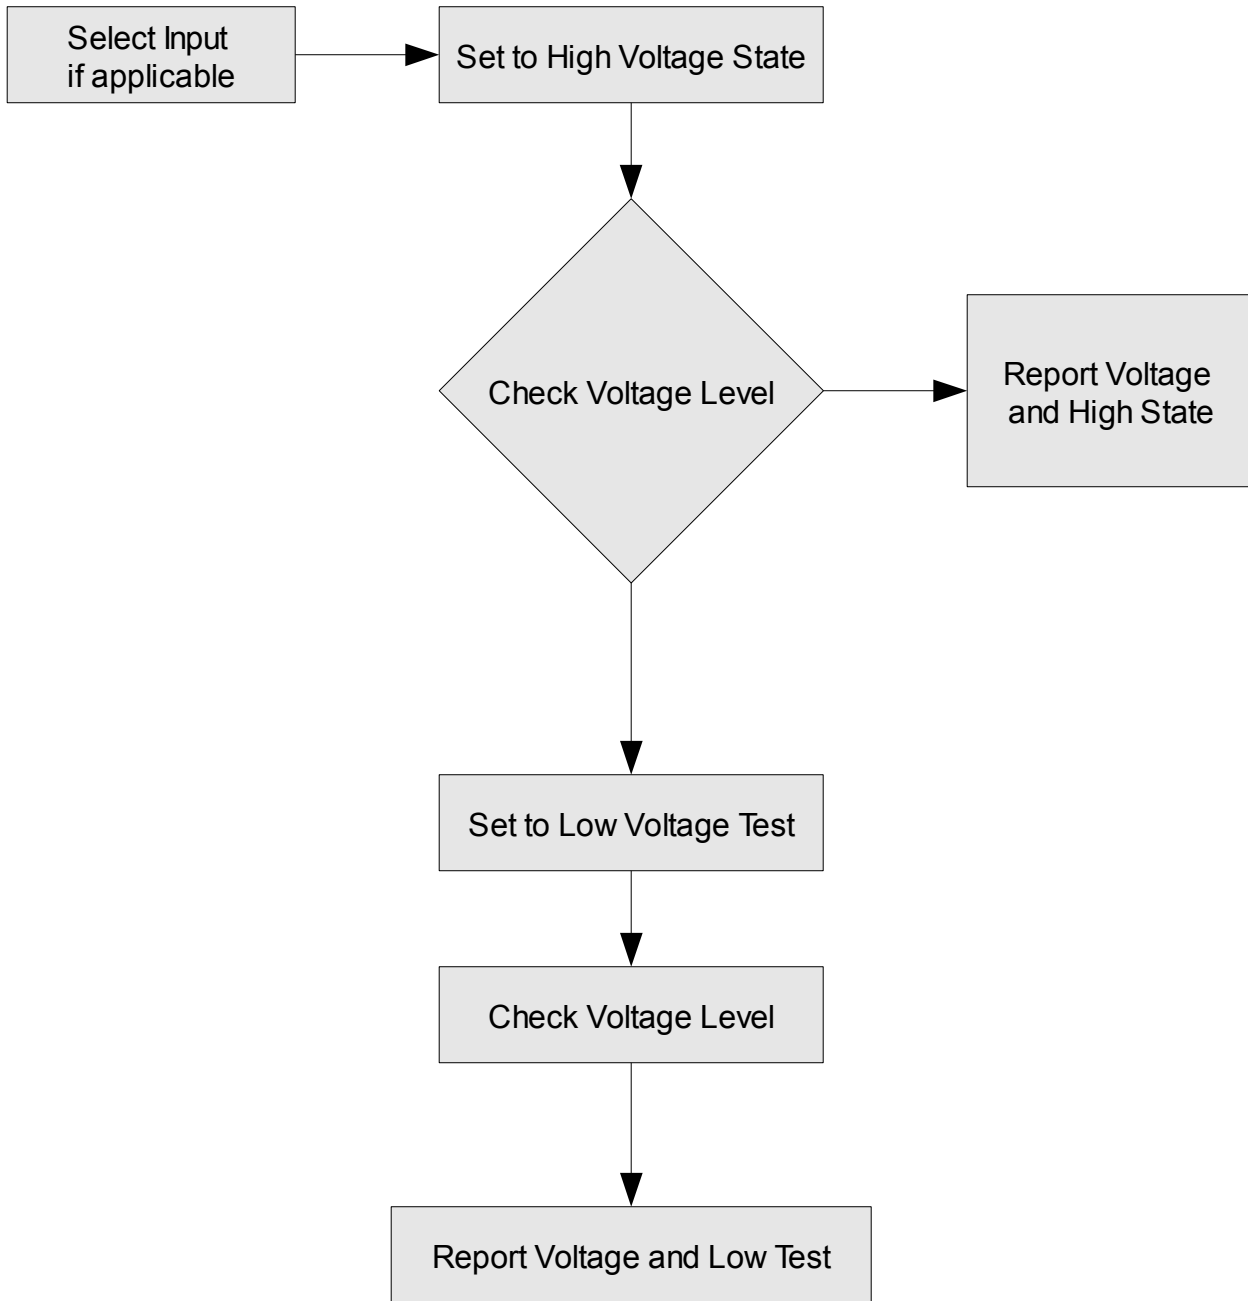 Select Input
if applicable
Set to High Voltage State
Check Voltage Level
Report Voltage
and High State
Set to Low Voltage Test
Check Voltage Level
Report Voltage and Low Test